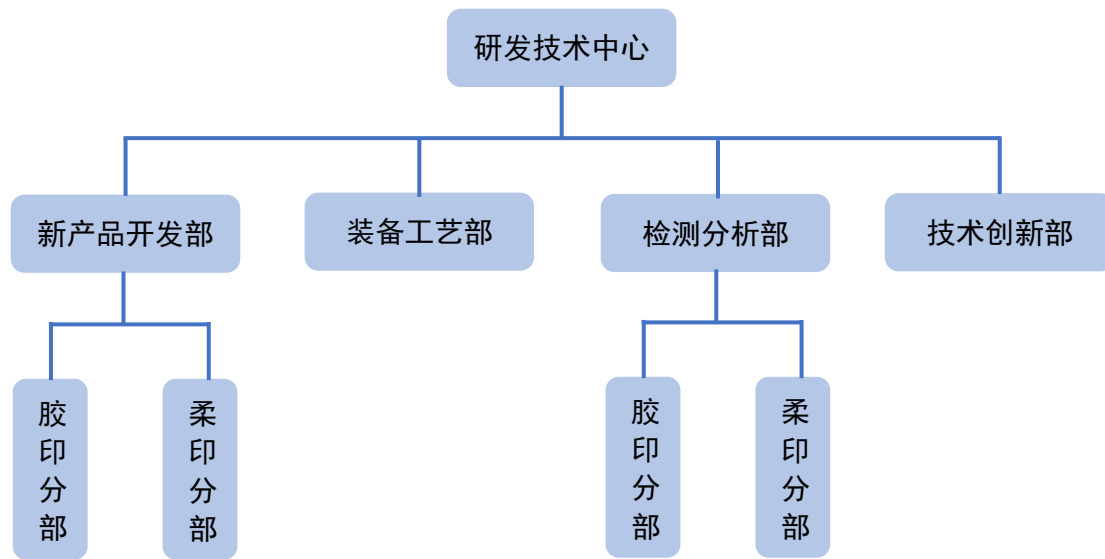 研发技术中心
新产品开发部
装备工艺部
检测分析部
技术创新部
胶印分部
柔印分部
胶印分部
柔印分部